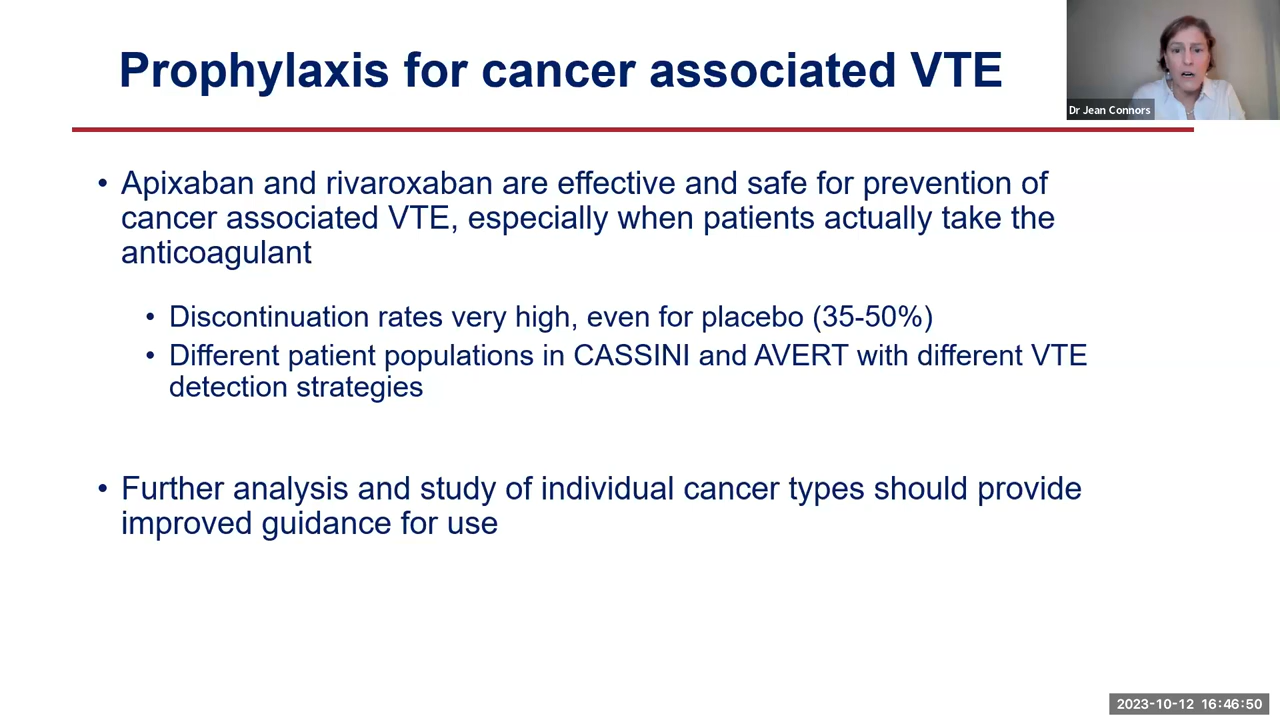 Prophylaxis for cancer associated VTE
Dr Jean Connors
• Apixaban and rivaroxaban are effective and safe for prevention of
cancer associated VTE, especially when patients actually take the
anticoagulant
• Discontinuation rates very high, even for placebo (35-50%)
• Different patient populations in CASSINI and AVERT with different VTE
detection strategies
• Further analysis and study of individual cancer types should provide
improved guidance for use
2023-10-12 16:46:50